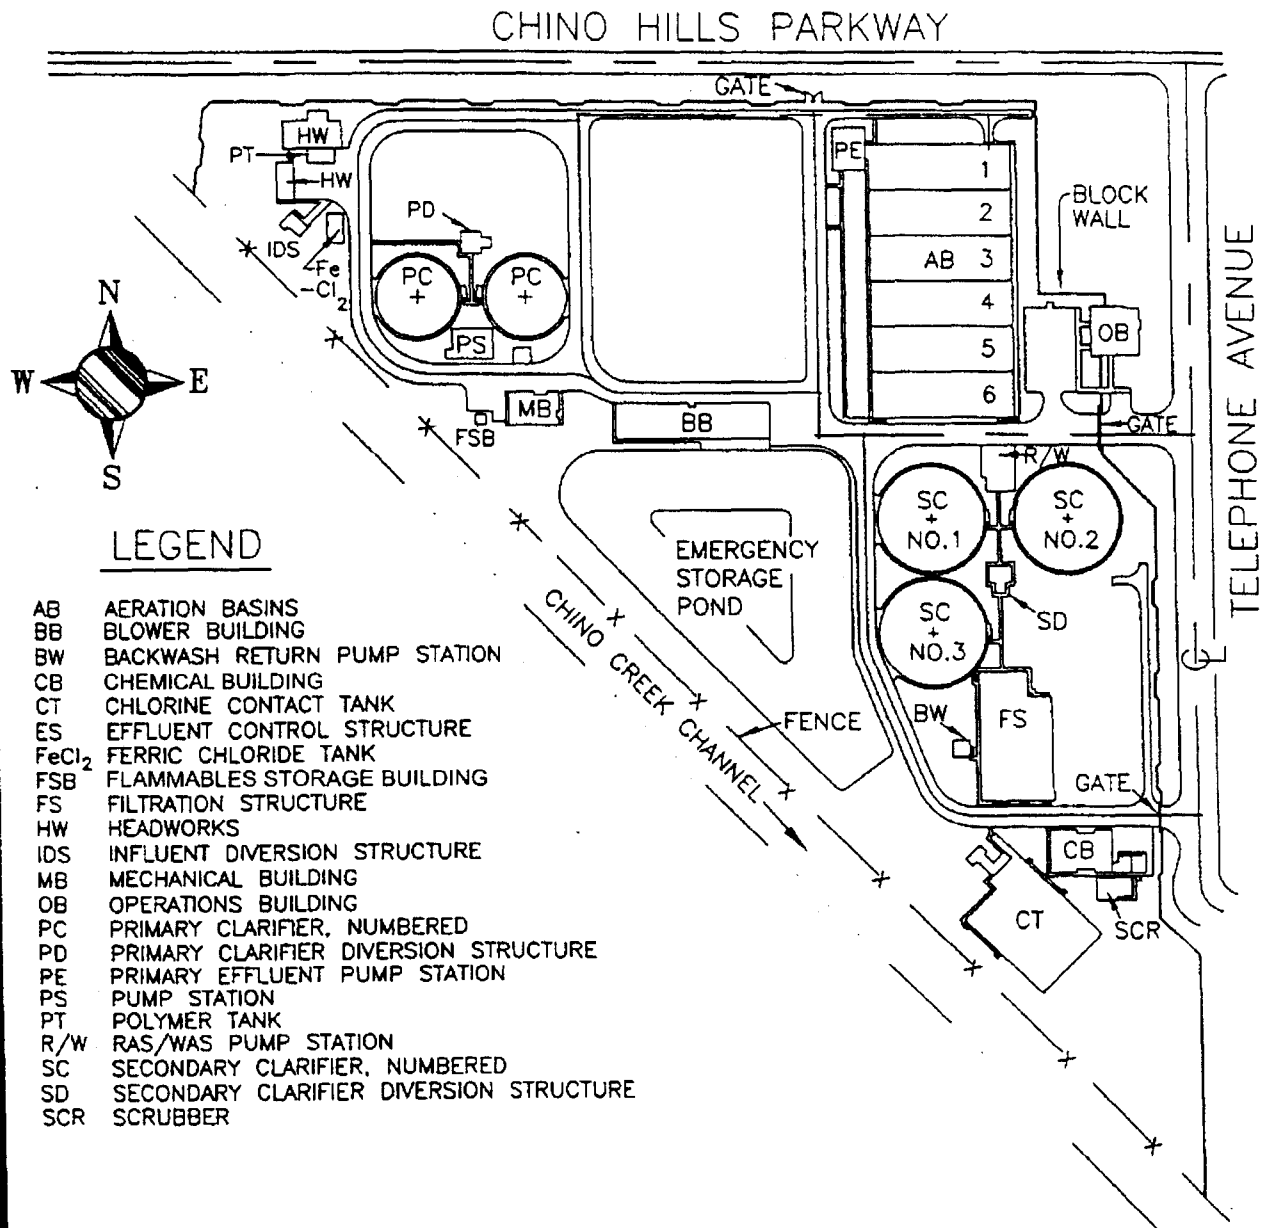 CHINO HILLS PARKWAY
GATE
HW
PT
HW
PE
1
BLOCK
WALL
PD
2
IDS
Fe
Cl2
PC
+
PC
+
AB 3
4
OB
PS
5
N
W E
S
MB
6
BB
FSB
GATE
TELEPHONE AVENUE
R/W
SC
+
NO.1
SC
+
NO.2
EMERGENCY
STORAGE
POND
SD
SC
+
NO.3
CHINO CREEK CHANNEL
FENCE
BW
FS
GATE
CB
CT
SCR
LEGEND
AB AERATION BASINS
BB BLOWER BUILDING
BW BACKWASH RETURN PUMP STATION
CB CHEMICAL BUILDING
CT CHLORINE CONTACT TANK
ES EFFLUENT CONTROL STRUCTURE
FeCl2 FERRIC CHLORIDE TANK
FSB FLAMMABLES STORAGE BUILDING
FS FILTRATION STRUCTURE
HW HEADWORKS
IDS INFLUENT DIVERSION STRUCTURE
MB MECHANICAL BUILDING
OB OPERATIONS BUILDING
PC PRIMARY CLARIFIER, NUMBERED
PD PRIMARY CLARIFIER DIVERSION STRUCTURE
PE PRIMARY EFFLUENT PUMP STATION
PS PUMP STATION
PT POLYMER TANK
R/W RAS/WAS PUMP STATION
SC SECONDARY CLARIFIER, NUMBERED
SD SECONDARY CLARIFIER DIVERSION STRUCTURE
SCR SCRUBBER